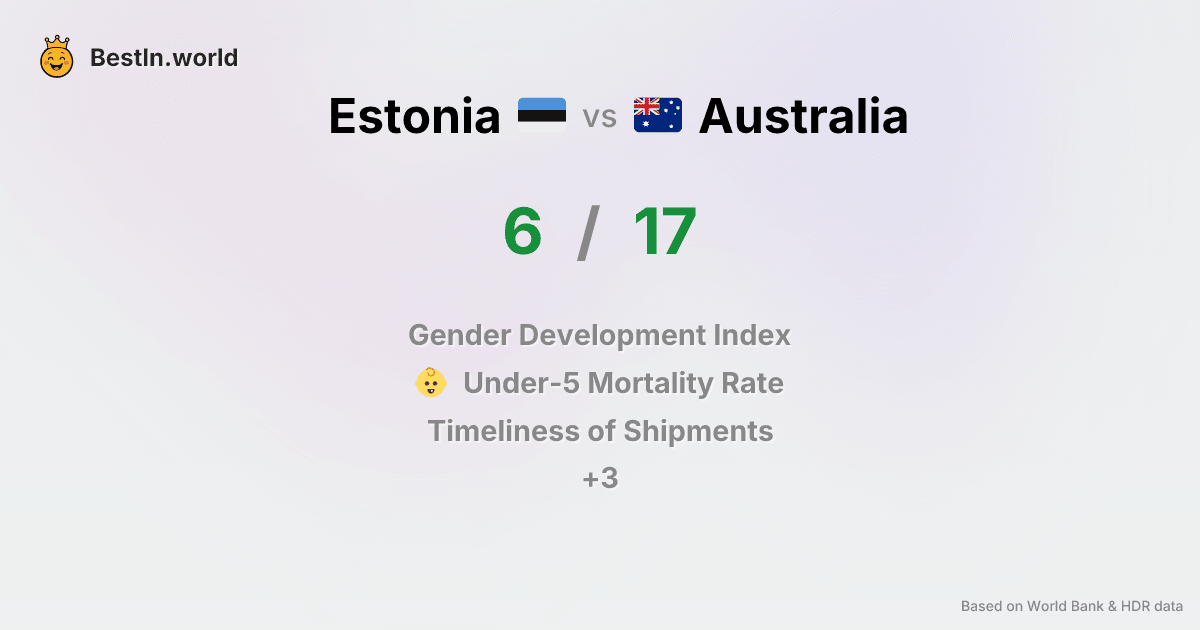 BestIn.world
Estonia vs Australia
6 / 17
Gender Development Index
Under-5 Mortality Rate
Timeliness of Shipments
+3
Based on World Bank & HDR data